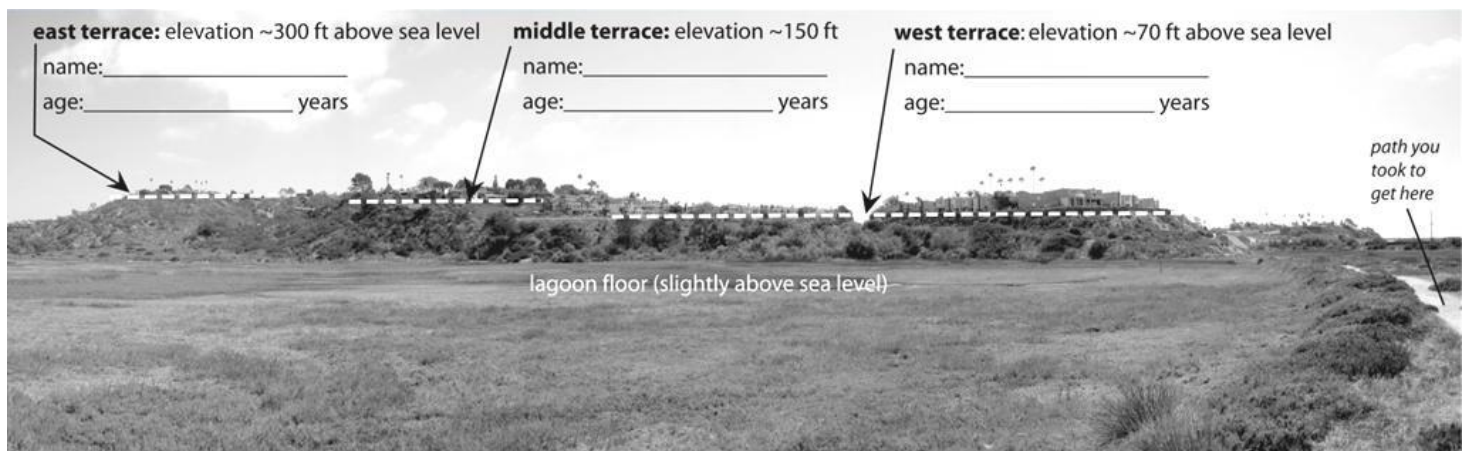 east terrace: elevation ~300 ft above sea level
name:
age: years
middle terrace: elevation ~150 ft
name:
age: years
west terrace: elevation ~70 ft above sea level
name:
age: years
path you
took to
get here
lagoon floor (slightly above sea level)